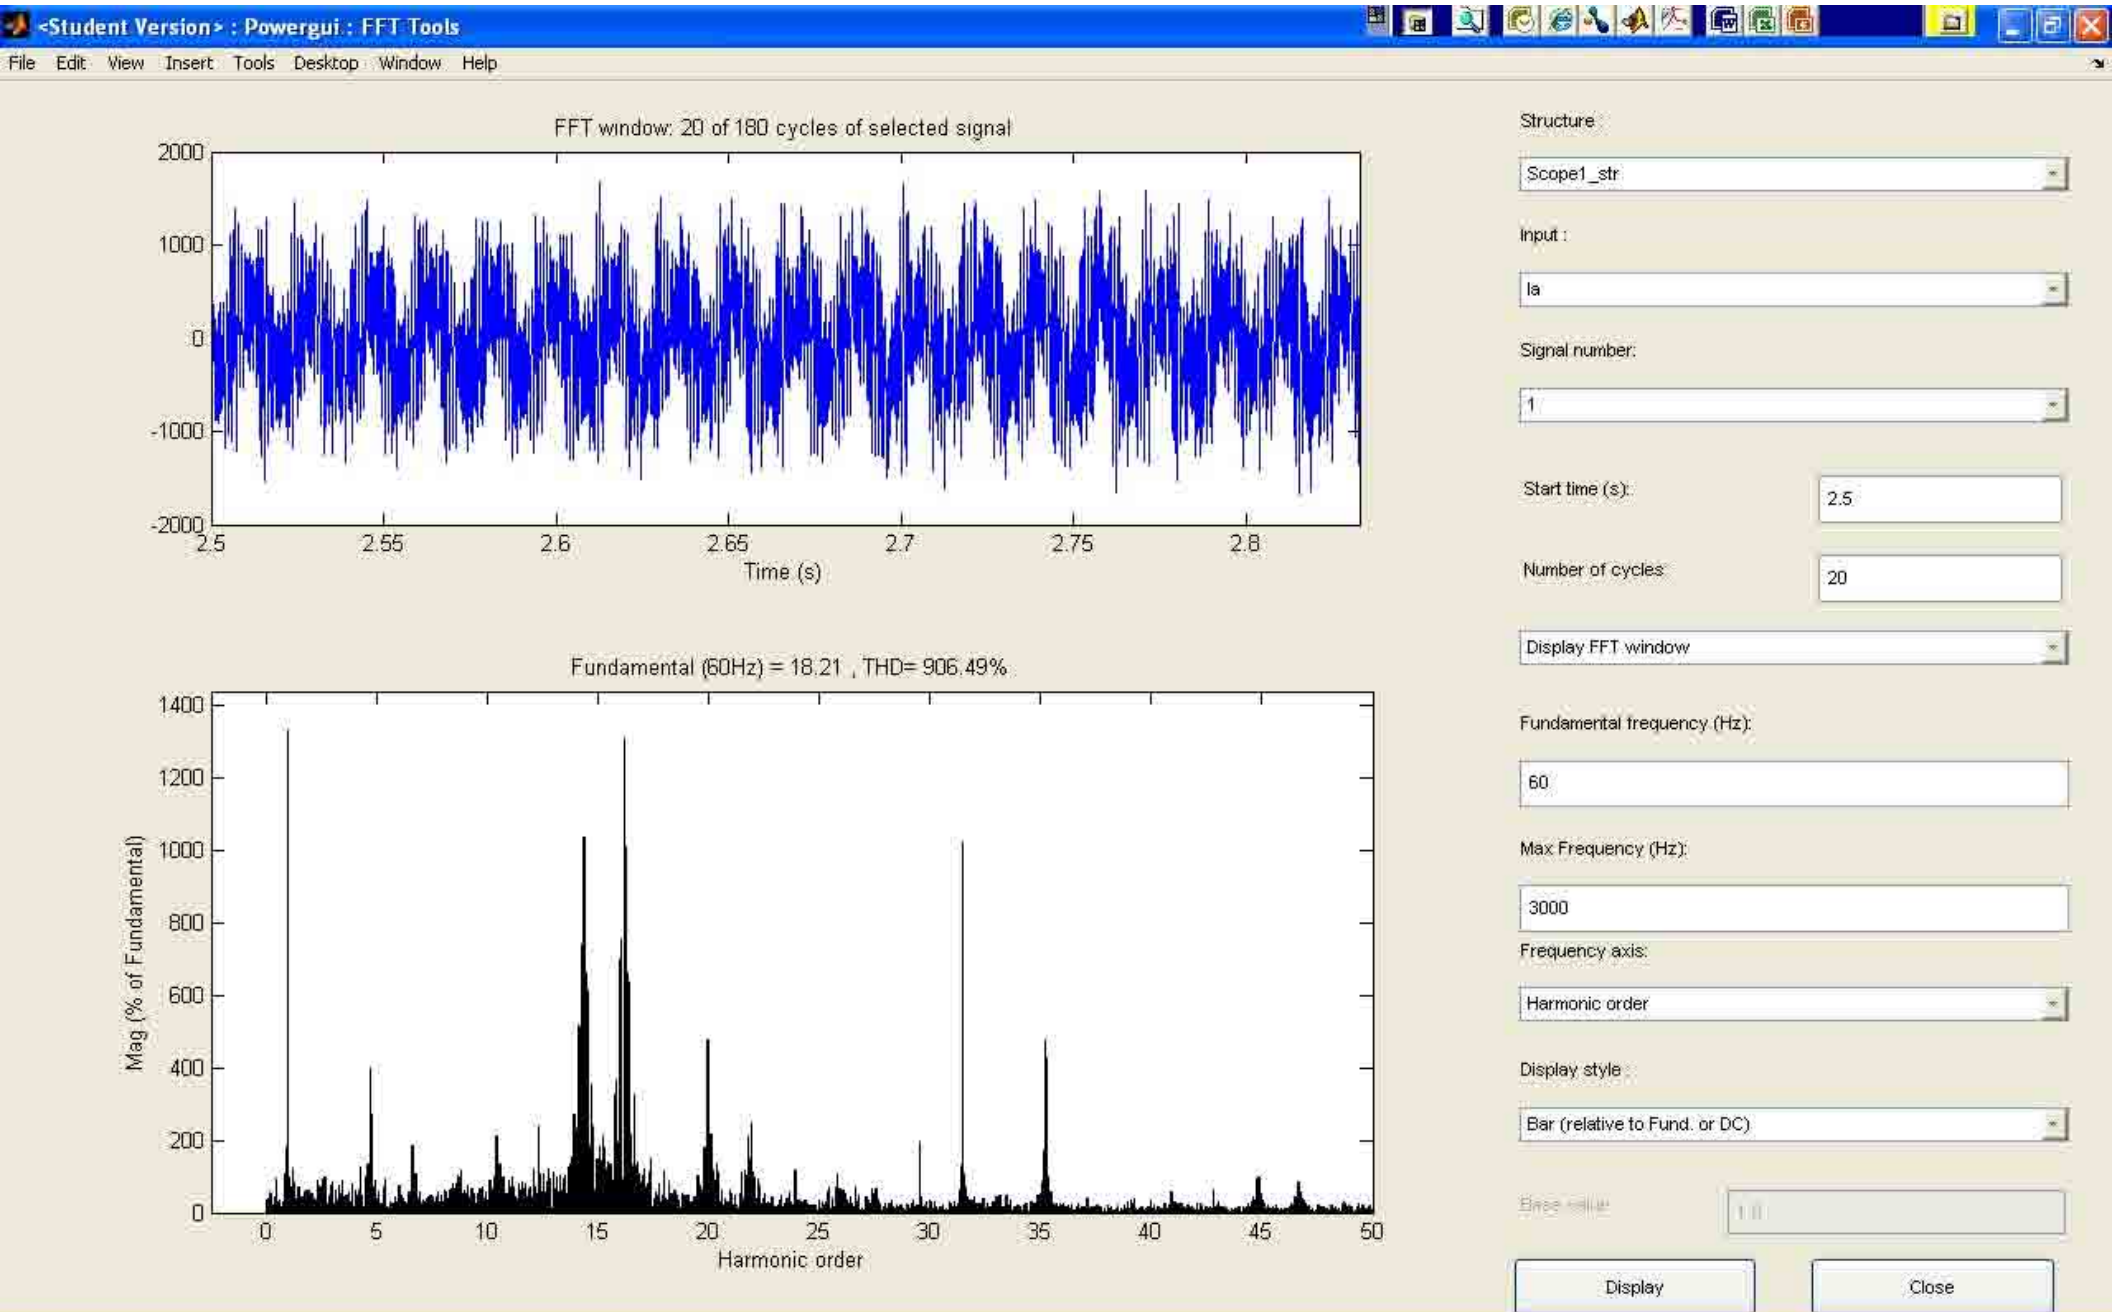 <Student Version> : Powergui : FFT Tools
File Edit View Insert Tools Desktop Window Help
FFT window: 20 of 180 cycles of selected signal
2000
1000
0
-1000
-2000
2.5 2.55 2.6 2.65 2.7 2.75 2.8
Time (s)
Fundamental (60Hz) = 18.21 , THD= 906.49%
1400
1200
1000
800
600
400
200
0
Mag (% of Fundamental)
0 5 10 15 20 25 30 35 40 45 50
Harmonic order
Structure :
Scope1_str
Input :
Ia
Signal number:
1
Start time (s):
2.5
Number of cycles:
20
Display FFT window
Fundamental frequency (Hz):
60
Max Frequency (Hz):
3000
Frequency axis:
Harmonic order
Display style :
Bar (relative to Fund. or DC)
Base value:
1.0
Display
Close